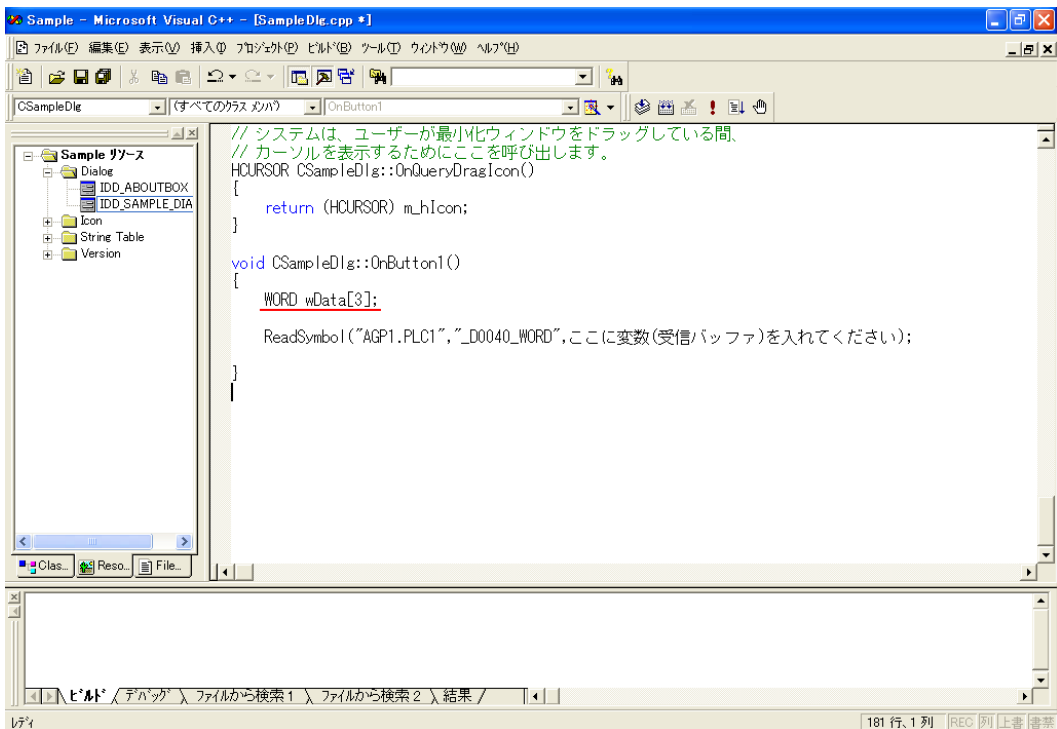 Sample - Microsoft Visual C++ - [SampleDlg.cpp *]
ファイル(F) 編集(E) 表示(V) 挿入(I) プロジェクト(P) ビルド(B) ツール(T) ウィンドウ(W) ヘルプ(H)
CSampleDlg (すべてのクラス メンバ) OnButton1
Sample リソース
Dialog
IDD_ABOUTBOX
IDD_SAMPLE_DIA
Icon
String Table
Version
Clas... Reso... File...
// システムは、ユーザーが最小化ウィンドウをドラッグしている間、
// カーソルを表示するためにここを呼び出します。
HCURSOR CSampleDlg::OnQueryDragIcon()
{
return (HCURSOR) m_hIcon;
}
void CSampleDlg::OnButton1()
{
WORD wData[3];
ReadSymbol("AGP1.PLC1","_D0040_WORD",ここに変数(受信バッファ)を入れてください);
}
ビルド デバッグ ファイルから検索1 ファイルから検索2 結果
レディ 181 行、1 列 REC 列 上書 書禁